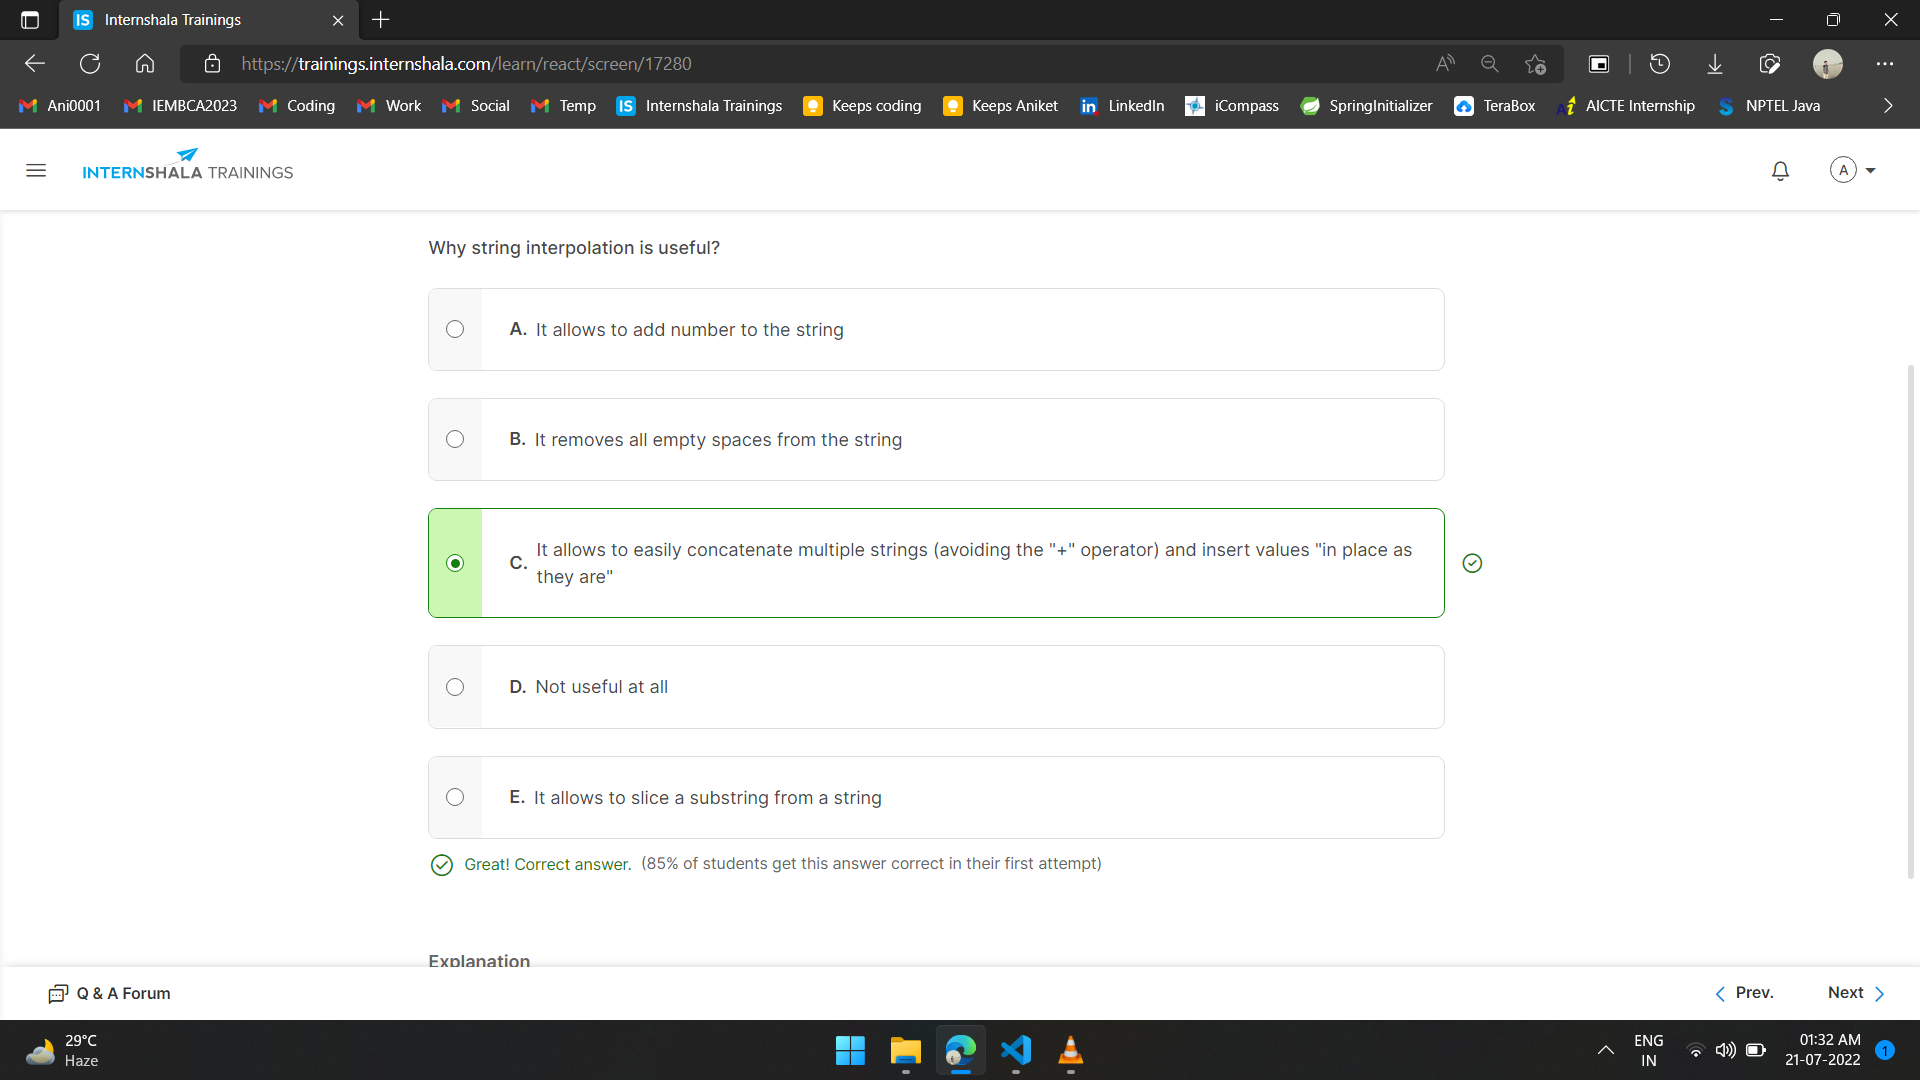 IS Internshala Trainings
https://trainings.internshala.com/learn/react/screen/17280
Ani0001 IEMBCA2023 Coding Work Social Temp IS Internshala Trainings Keeps coding Keeps Aniket in LinkedIn iCompass SpringInitializer TeraBox AICTE Internship NPTEL Java
INTERNSHALA TRAININGS
A
Why string interpolation is useful?
A. It allows to add number to the string
B. It removes all empty spaces from the string
C. It allows to easily concatenate multiple strings (avoiding the "+" operator) and insert values "in place as
they are"
D. Not useful at all
E. It allows to slice a substring from a string
Great! Correct answer. (85% of students get this answer correct in their first attempt)
Explanation
Q & A Forum
Prev. Next
29°C
Haze
ENG
IN
01:32 AM
21-07-2022
1